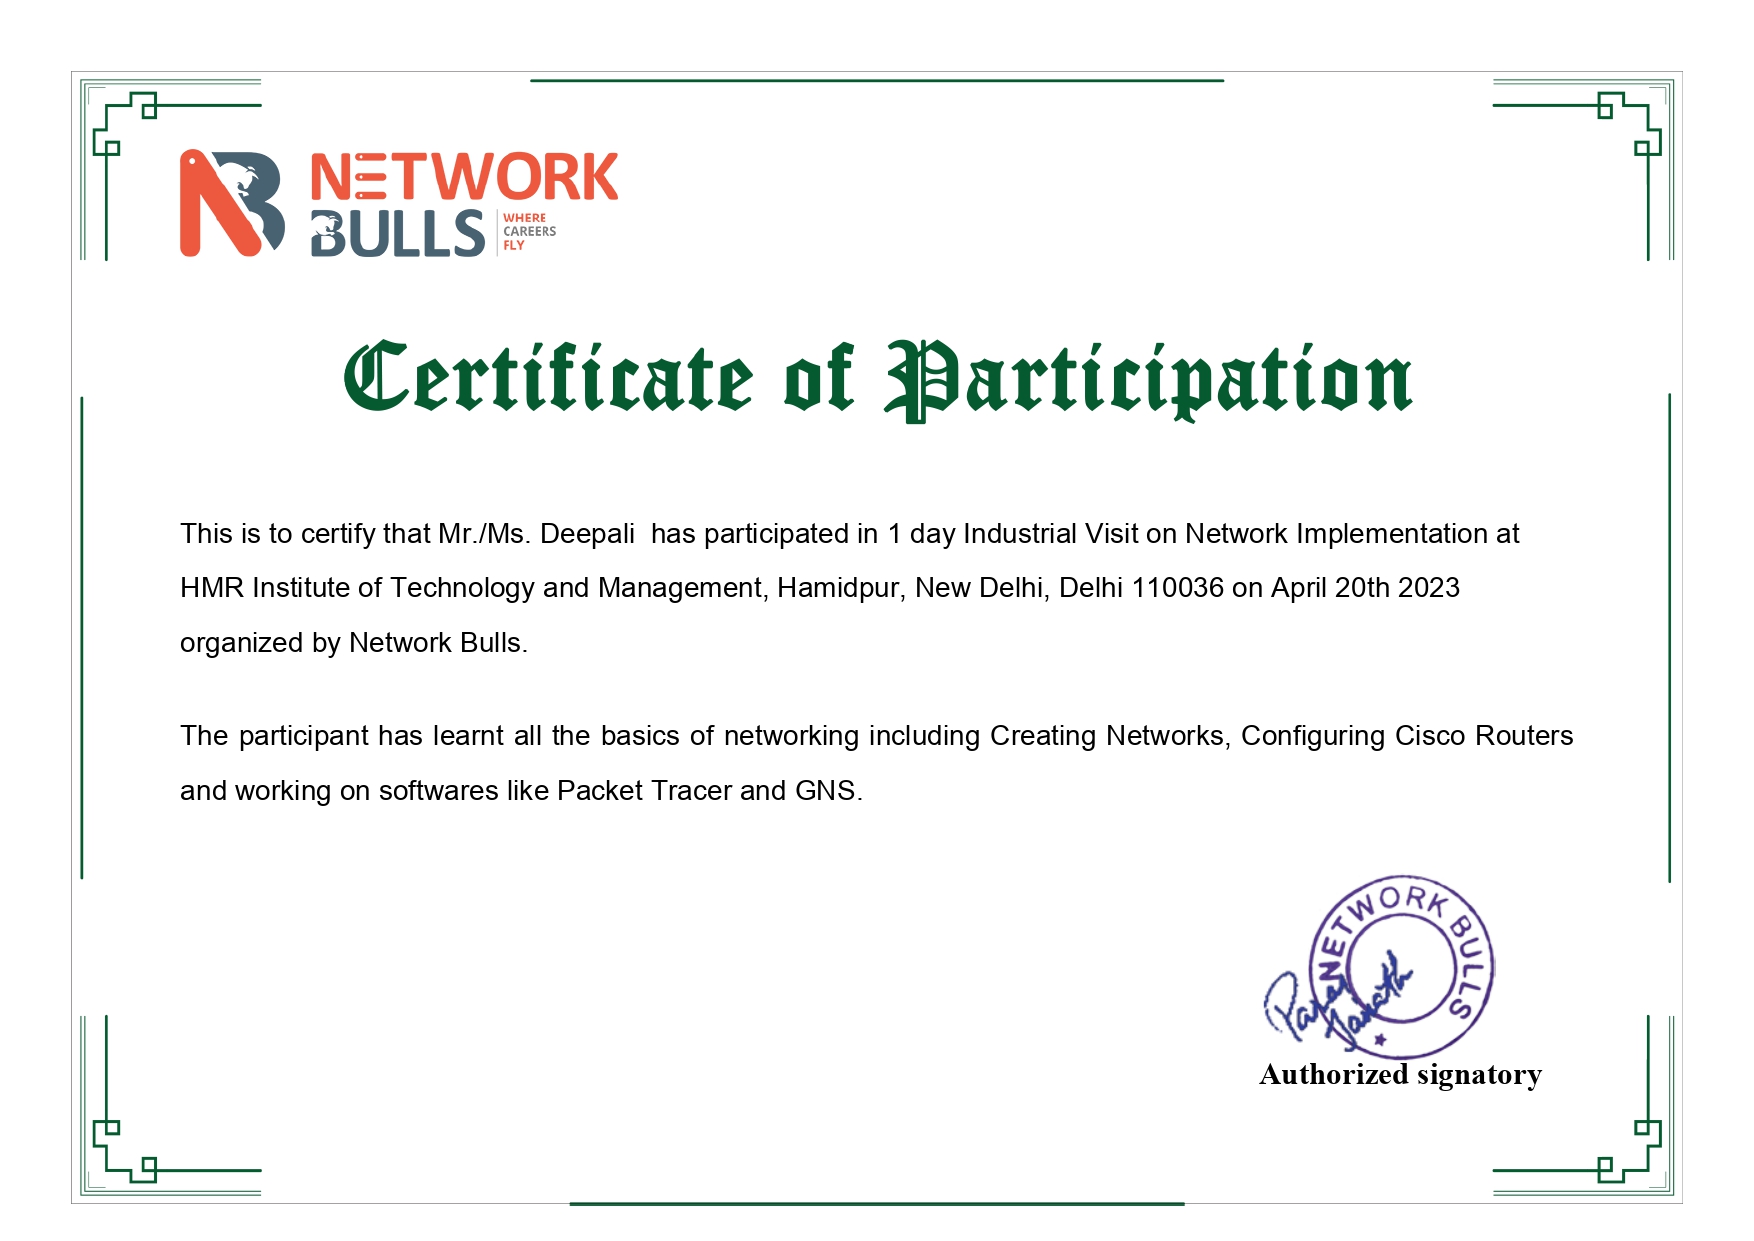 NETWORK
BULLS
WHERE
CAREERS
FLY
Certificate of Participation
This is to certify that Mr./Ms. Deepali has participated in 1 day Industrial Visit on Network Implementation at
HMR Institute of Technology and Management, Hamidpur, New Delhi, Delhi 110036 on April 20th 2023
organized by Network Bulls.
The participant has learnt all the basics of networking including Creating Networks, Configuring Cisco Routers
and working on softwares like Packet Tracer and GNS.
NETWORK BULLS
Authorized signatory